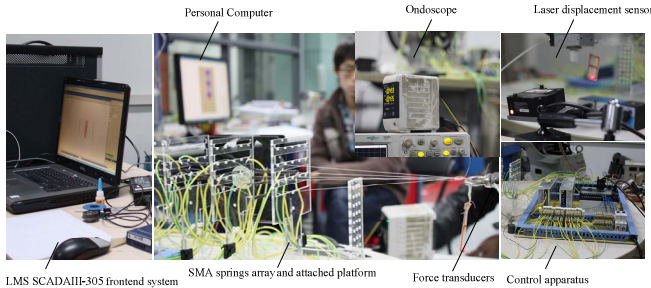 Personal Computer
Ondoscope
Laser displacement sensor
LMS SCADAIII-305 frontend system
SMA springs array and attached platform
Force transducers
Control apparatus